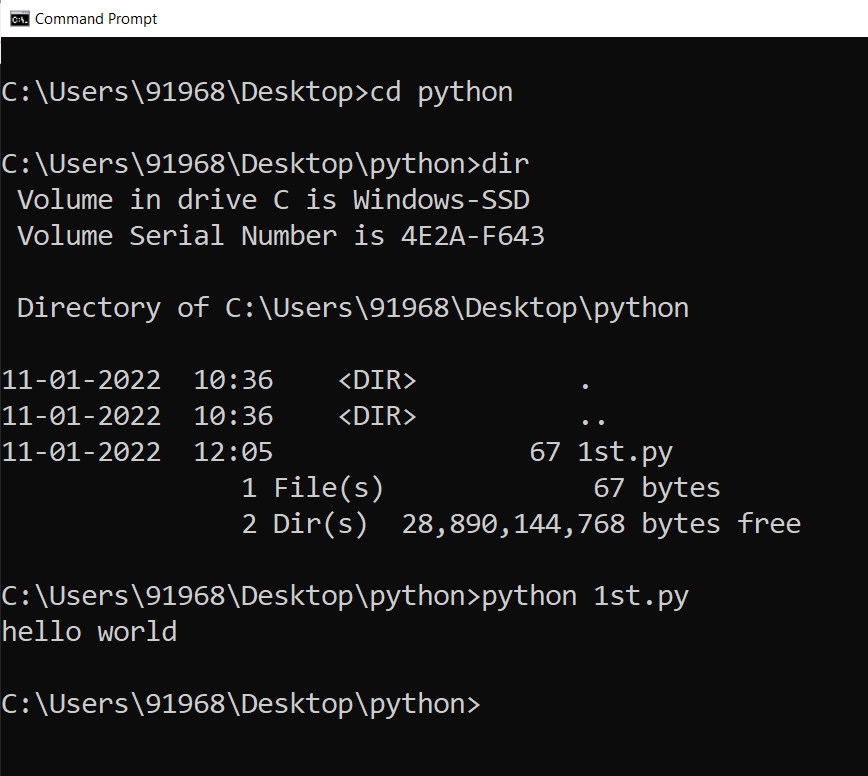 Command Prompt
C:\Users\91968\Desktop>cd python
C:\Users\91968\Desktop\python>dir
 Volume in drive C is Windows-SSD
 Volume Serial Number is 4E2A-F643
 Directory of C:\Users\91968\Desktop\python
11-01-2022  10:36    <DIR>          .
11-01-2022  10:36    <DIR>          ..
11-01-2022  12:05                67 1st.py
               1 File(s)             67 bytes
               2 Dir(s)  28,890,144,768 bytes free
C:\Users\91968\Desktop\python>python 1st.py
hello world
C:\Users\91968\Desktop\python>